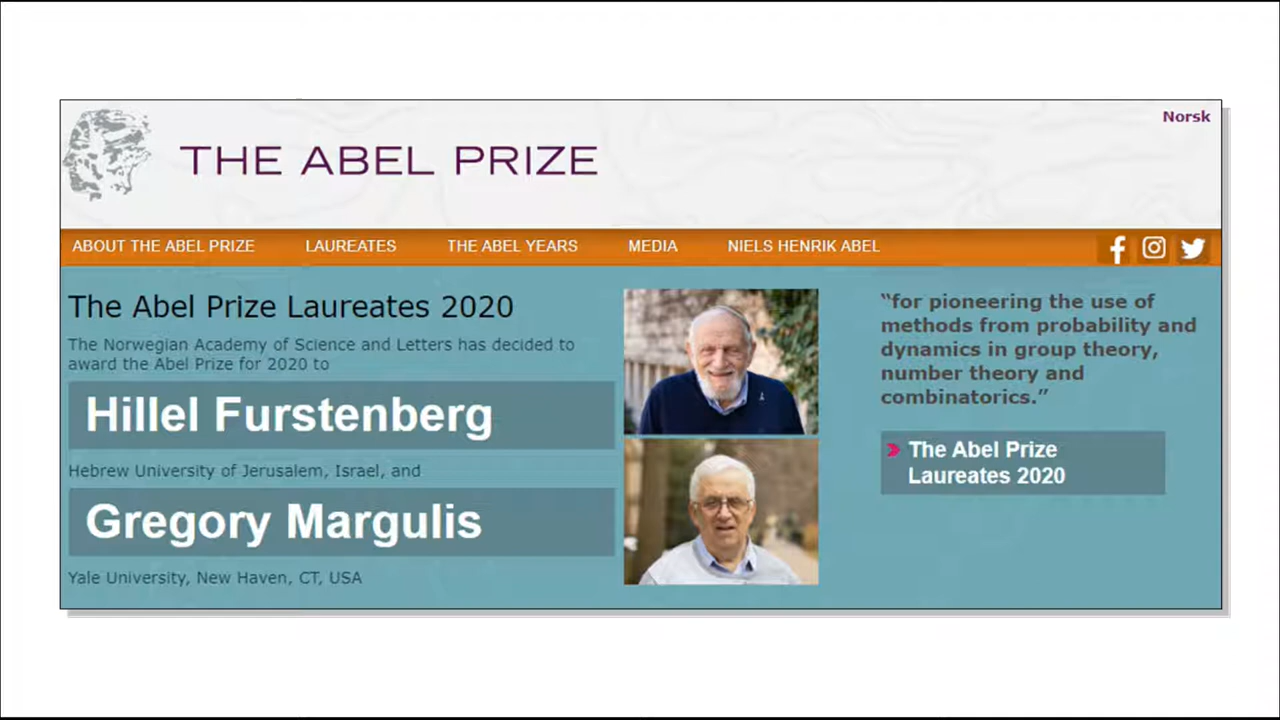 Norsk
THE ABEL PRIZE
ABOUT THE ABEL PRIZE LAUREATES THE ABEL YEARS MEDIA NIELS HENRIK ABEL
The Abel Prize Laureates 2020
The Norwegian Academy of Science and Letters has decided to
award the Abel Prize for 2020 to
Hillel Furstenberg
Hebrew University of Jerusalem, Israel, and
Gregory Margulis
Yale University, New Haven, CT, USA
“for pioneering the use of
methods from probability and
dynamics in group theory,
number theory and
combinatorics.”
The Abel Prize
Laureates 2020